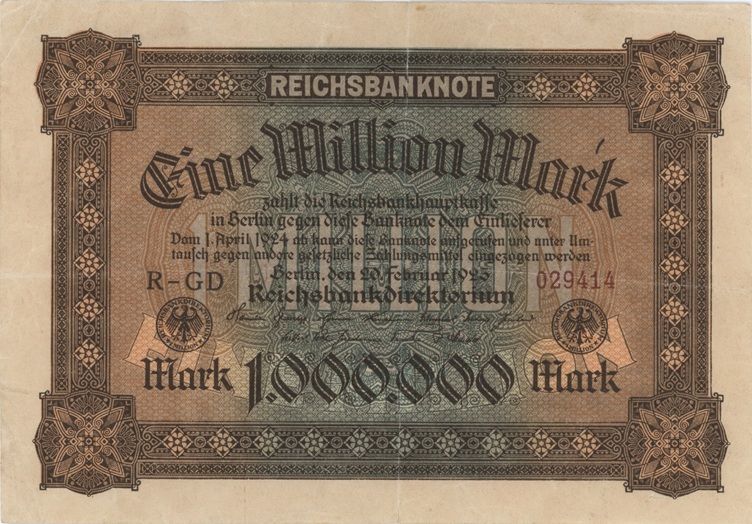 REICHSBANKNOTE
Eine Million Mark
zahlt die Reichsbankhauptkasse
in Berlin gegen diese Banknote dem Einlieferer
Vom 1. April 1924 ab kann diese Banknote aufgerufen und unter Um-
tausch gegen andere gesetzliche Zahlungsmittel eingezogen werden
Berlin, den 20. Februar 1923
R-GD 029414
Reichsbankdirektorium
Mark 1.000.000 Mark